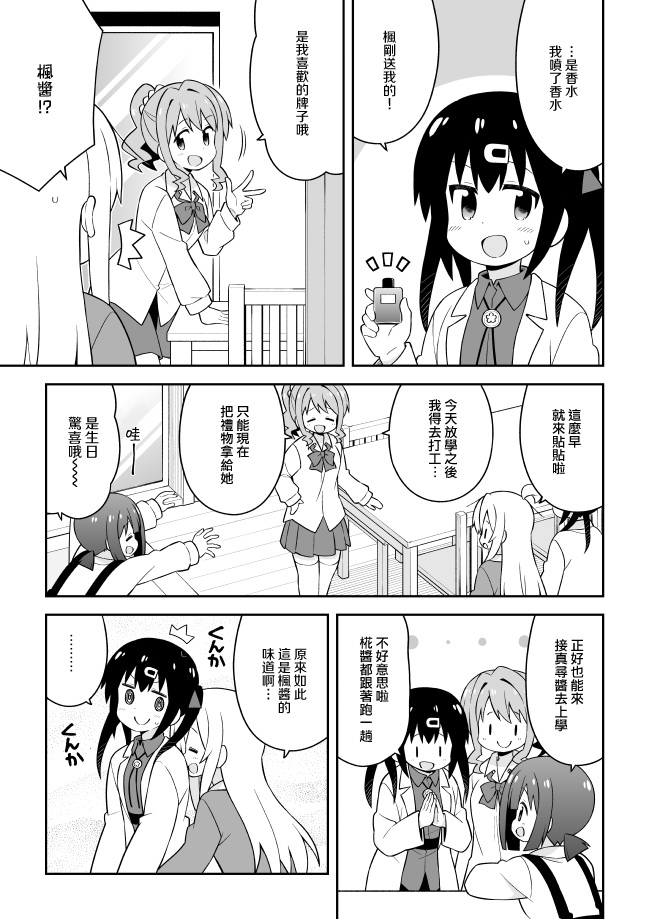 …是香水
我噴了香水
楓剛送我的！
是我喜歡的牌子哦
楓醬!?
這麼早
就來貼貼啦
今天放學之後
我得去打工…
只能現在
把禮物拿給她
哇—
是生日
驚喜哦～～
正好也能來
接真尋醬去上學
不好意思啦
椛醬都跟著跑一趟
原來如此
這是楓醬的
味道啊…
くんか
くんか
………